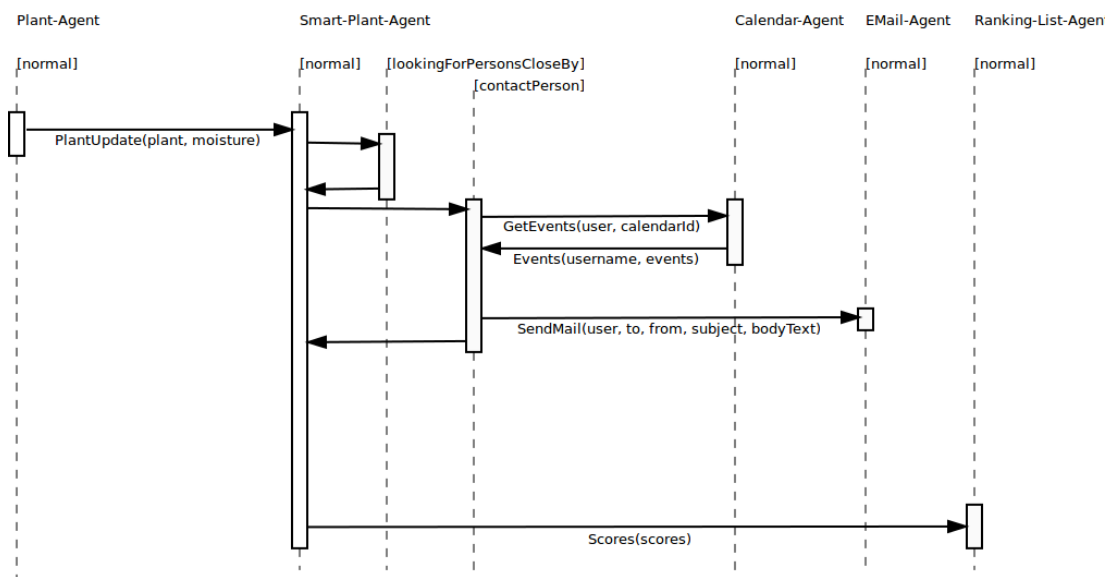 Plant-Agent
Smart-Plant-Agent
Calendar-Agent
EMail-Agent
Ranking-List-Agent
[normal]
[normal]
[lookingForPersonsCloseBy]
[normal]
[normal]
[normal]
[contactPerson]
PlantUpdate(plant, moisture)
GetEvents(user, calendarId)
Events(username, events)
SendMail(user, to, from, subject, bodyText)
Scores(scores)